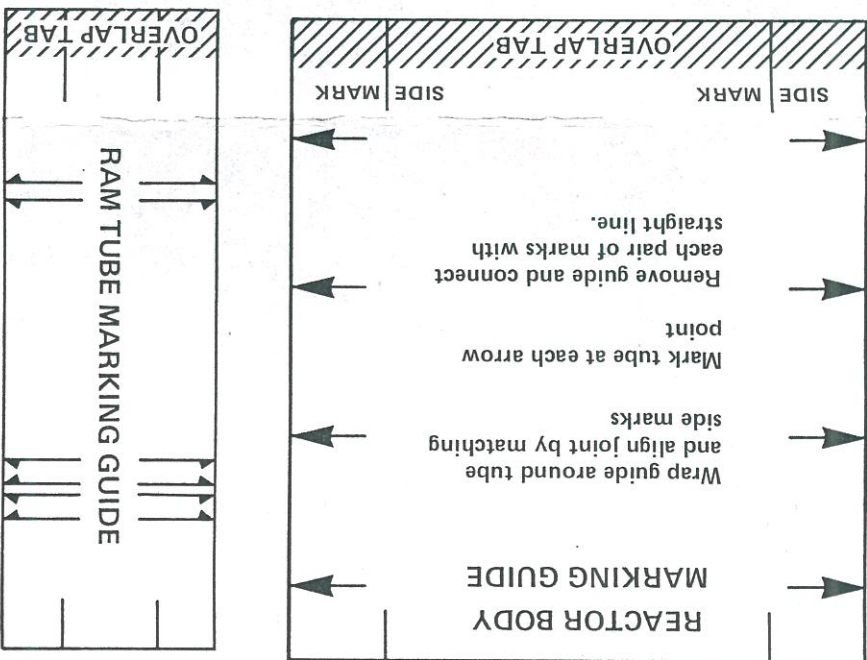 REACTOR BODY
MARKING GUIDE
Wrap guide around tube
and align joint by matching
side marks
Mark tube at each arrow
point
Remove guide and connect
each pair of marks with
straight line.
SIDE MARK
SIDE MARK
OVERLAP TAB
RAM TUBE MARKING GUIDE
OVERLAP TAB